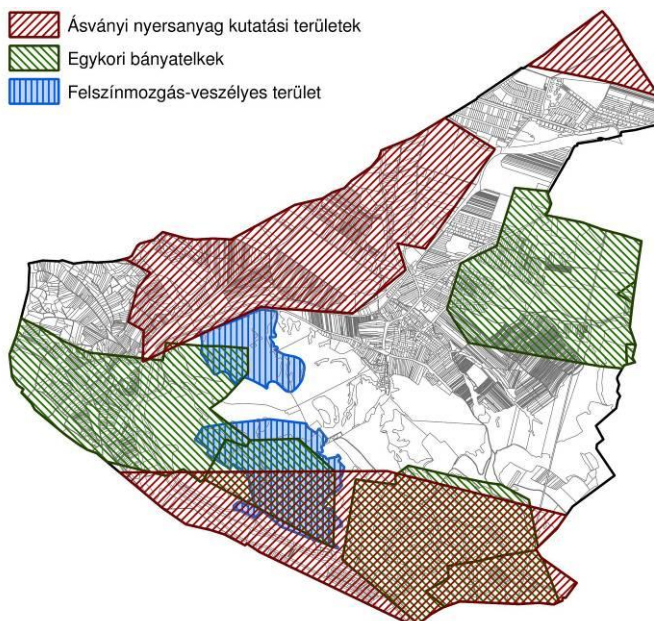 Ásványi nyersanyag kutatási területek
Egykori bányatelkek
Felszínmozgás-veszélyes terület